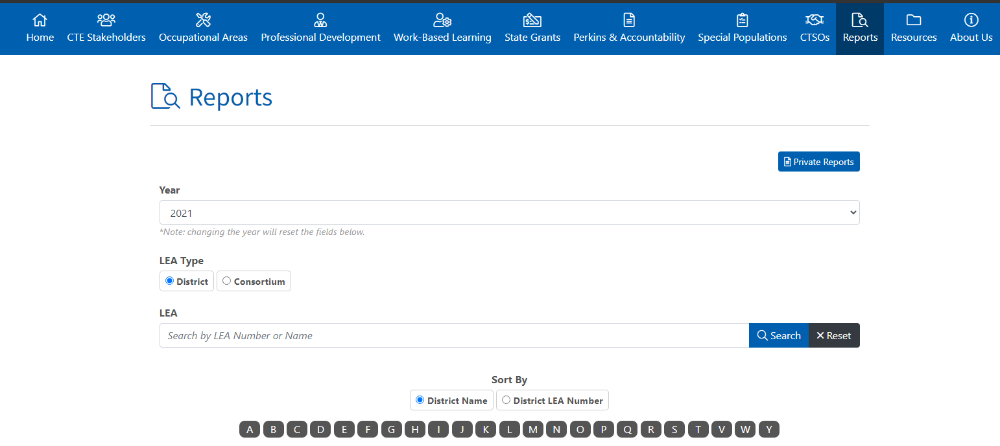 Home CTE Stakeholders Occupational Areas Professional Development Work-Based Learning State Grants Perkins & Accountability Special Populations CTSOs Reports Resources About Us
Reports
Private Reports
Year
2021
*Note: changing the year will reset the fields below.
LEA Type
District Consortium
LEA
Search by LEA Number or Name Search Reset
Sort By
District Name District LEA Number
A B C D E F G H I J K L M N O P Q R S T V W Y